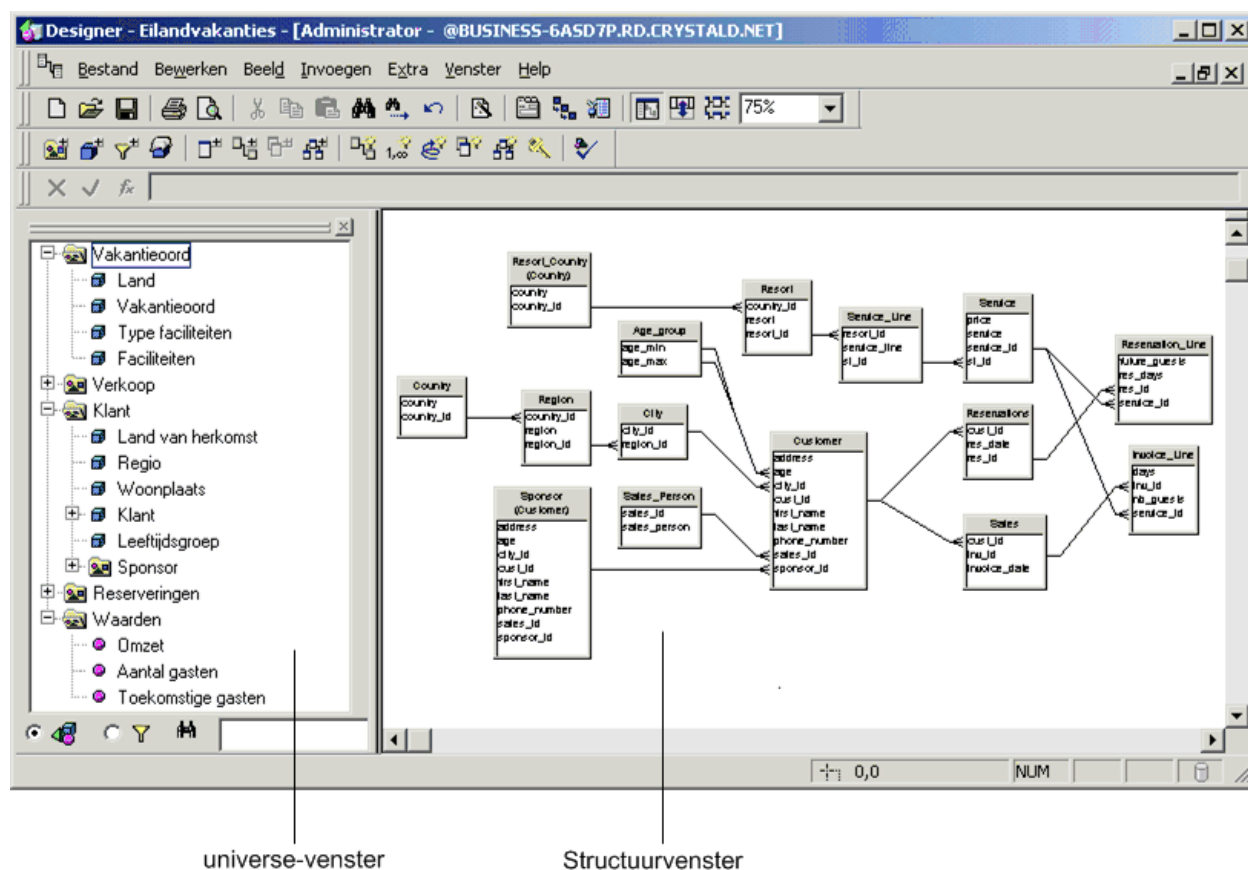 Designer - Eilandvakanties - [Administrator - @BUSINESS-6ASD7P.RD.CRYSTALD.NET]
Bestand Bewerken Beeld Invoegen Extra Venster Help
75%
1,∞
fx
Vakantieoord
Land
Vakantieoord
Type faciliteiten
Faciliteiten
Verkoop
Klant
Land van herkomst
Regio
Woonplaats
Klant
Leeftijdsgroep
Sponsor
Reserveringen
Waarden
Omzet
Aantal gasten
Toekomstige gasten
Resort_Country
(Country)
country
country_id
Resort
country_id
resort
resort_id
Age_group
age_min
age_max
Service_Line
resort_id
service_line
sl_id
Service
price
service
service_id
sl_id
Reservation_Line
future_guests
res_days
res_id
service_id
Country
country
country_id
Region
country_id
region
region_id
City
city_id
region_id
Customer
address
age
city_id
cust_id
first_name
last_name
phone_number
sales_id
sponsor_id
Reservations
cust_id
res_date
res_id
Invoice_Line
days
inv_id
nb_guests
service_id
Sponsor
(Customer)
address
age
city_id
cust_id
first_name
last_name
phone_number
sales_id
sponsor_id
Sales_Person
sales_id
sales_person
Sales
cust_id
inv_id
invoice_date
0,0
NUM
universe-venster
Structuurvenster